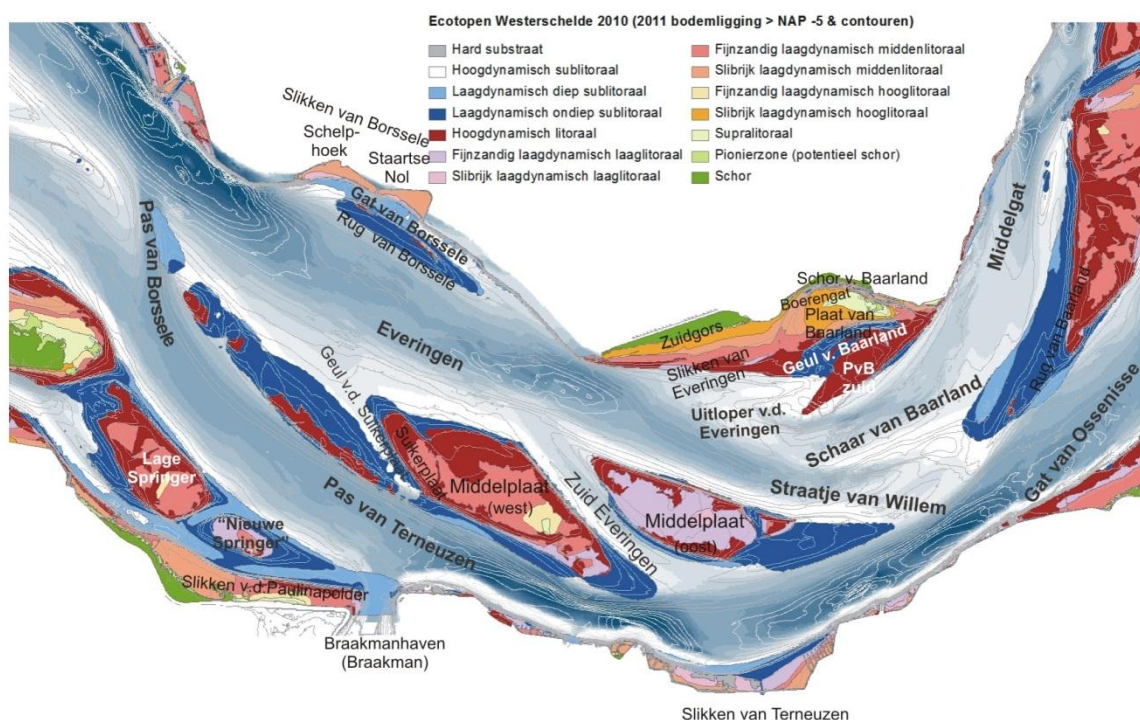 Ecotopen Westerschelde 2010 (2011 bodemligging > NAP -5 & contouren)
Hard substraat
Hoogdynamisch sublitoraal
Laagdynamisch diep sublitoraal
Laagdynamisch ondiep sublitoraal
Hoogdynamisch litoraal
Fijnzandig laagdynamisch laaglitoraal
Slibrijk laagdynamisch laaglitoraal
Fijnzandig laagdynamisch middenlitoraal
Slibrijk laagdynamisch middenlitoraal
Fijnzandig laagdynamisch hooglitoraal
Slibrijk laagdynamisch hooglitoraal
Supralitoraal
Pionierzone (potentieel schor)
Schor
Slikken van Borssele
Schelp-
hoek
Staartse
Nol
Gat van Borssele
Rug van Borssele
Pas van Borssele
Everingen
Middelgat
Schor v. Baarland
Boerengat
Plaat van
Baarland
Zuidgors
Slikken van
Everingen
Geul v. Baarland
PvB
zuid
Uitloper v.d.
Everingen
Rug van Baarland
Schaar van Baarland
Gat van Ossenisse
Straatje van Willem
Geul v.d. Suikerplaat
Suikerplaat
Middelplaat
(west)
Zuid Everingen
Middelplaat
(oost)
Lage
Springer
"Nieuwe
Springer"
Pas van Terneuzen
Slikken v.d.Paulinapolder
Braakmanhaven
(Braakman)
Slikken van Terneuzen